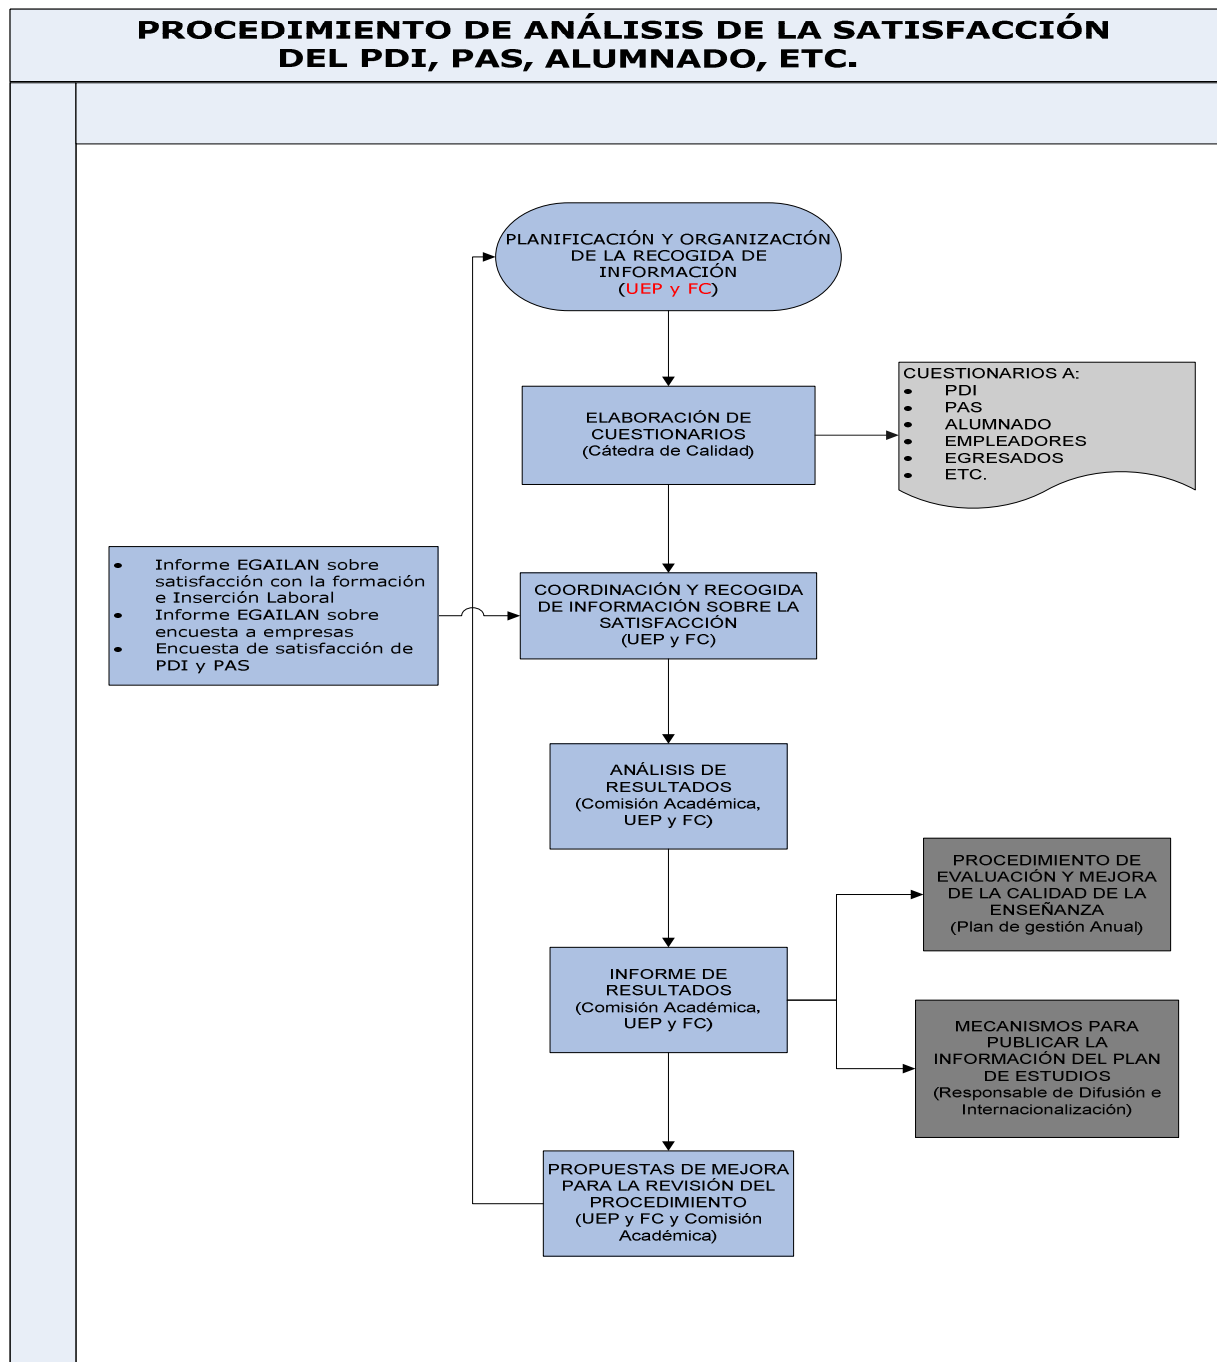 PROCEDIMIENTO DE ANÁLISIS DE LA SATISFACCIÓN
DEL PDI, PAS, ALUMNADO, ETC.
PLANIFICACIÓN Y ORGANIZACIÓN
DE LA RECOGIDA DE
INFORMACIÓN
(UEP y FC)
ELABORACIÓN DE
CUESTIONARIOS
(Cátedra de Calidad)
CUESTIONARIOS A:
• PDI
• PAS
• ALUMNADO
• EMPLEADORES
• EGRESADOS
• ETC.
• Informe EGAILAN sobre
satisfacción con la formación
e Inserción Laboral
• Informe EGAILAN sobre
encuesta a empresas
• Encuesta de satisfacción de
PDI y PAS
COORDINACIÓN Y RECOGIDA
DE INFORMACIÓN SOBRE LA
SATISFACCIÓN
(UEP y FC)
ANÁLISIS DE
RESULTADOS
(Comisión Académica,
UEP y FC)
PROCEDIMIENTO DE
EVALUACIÓN Y MEJORA
DE LA CALIDAD DE LA
ENSEÑANZA
(Plan de gestión Anual)
INFORME DE
RESULTADOS
(Comisión Académica,
UEP y FC)
MECANISMOS PARA
PUBLICAR LA
INFORMACIÓN DEL PLAN
DE ESTUDIOS
(Responsable de Difusión e
Internacionalización)
PROPUESTAS DE MEJORA
PARA LA REVISIÓN DEL
PROCEDIMIENTO
(UEP y FC y Comisión
Académica)